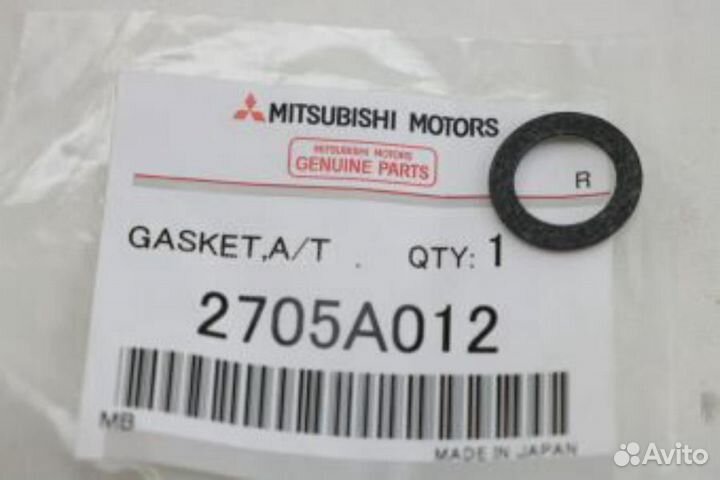 MITSUBISHI MOTORS
MITSUBISHI MOTORS
GENUINE PARTS
R
GASKET,A/T . QTY: 1
2705A012
MB
MADE IN JAPAN
Avito